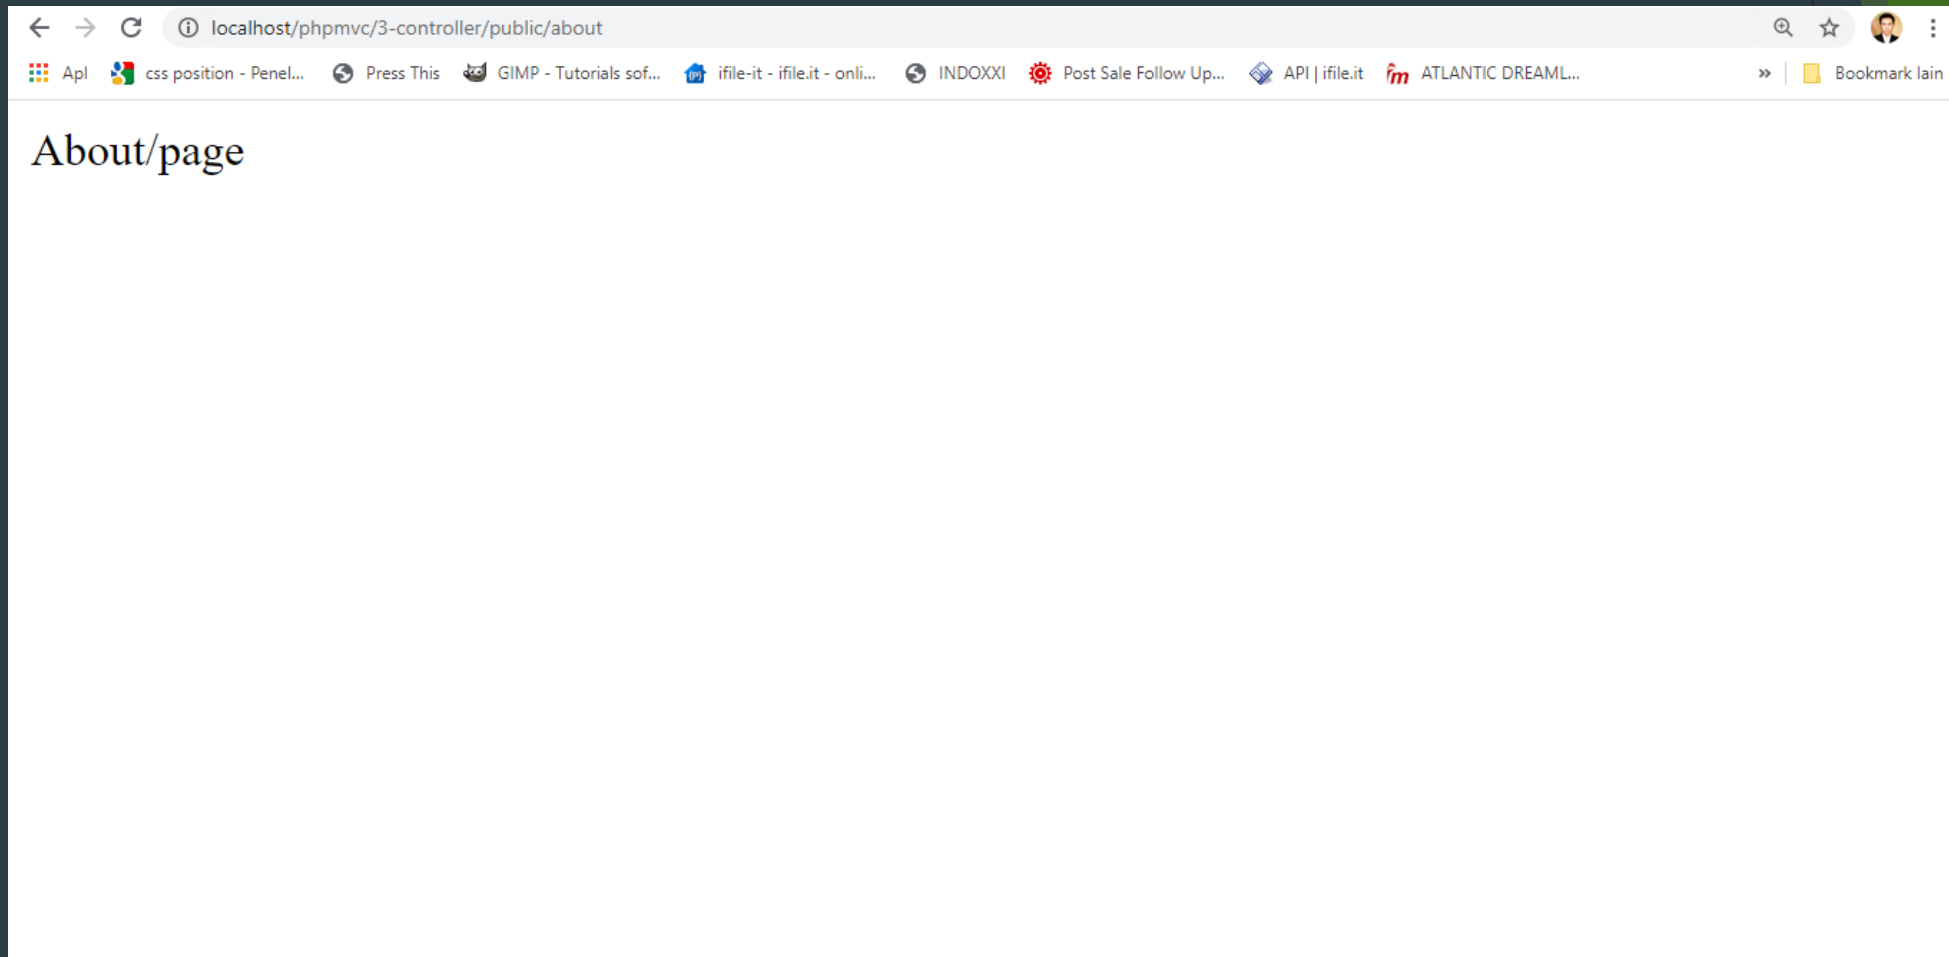 localhost/phpmvc/3-controller/public/about
Apl css position - Penel... Press This GIMP - Tutorials sof... ifile-it - ifile.it - onli... INDOXXI Post Sale Follow Up... API | ifile.it fm ATLANTIC DREAML... » Bookmark lain
About/page